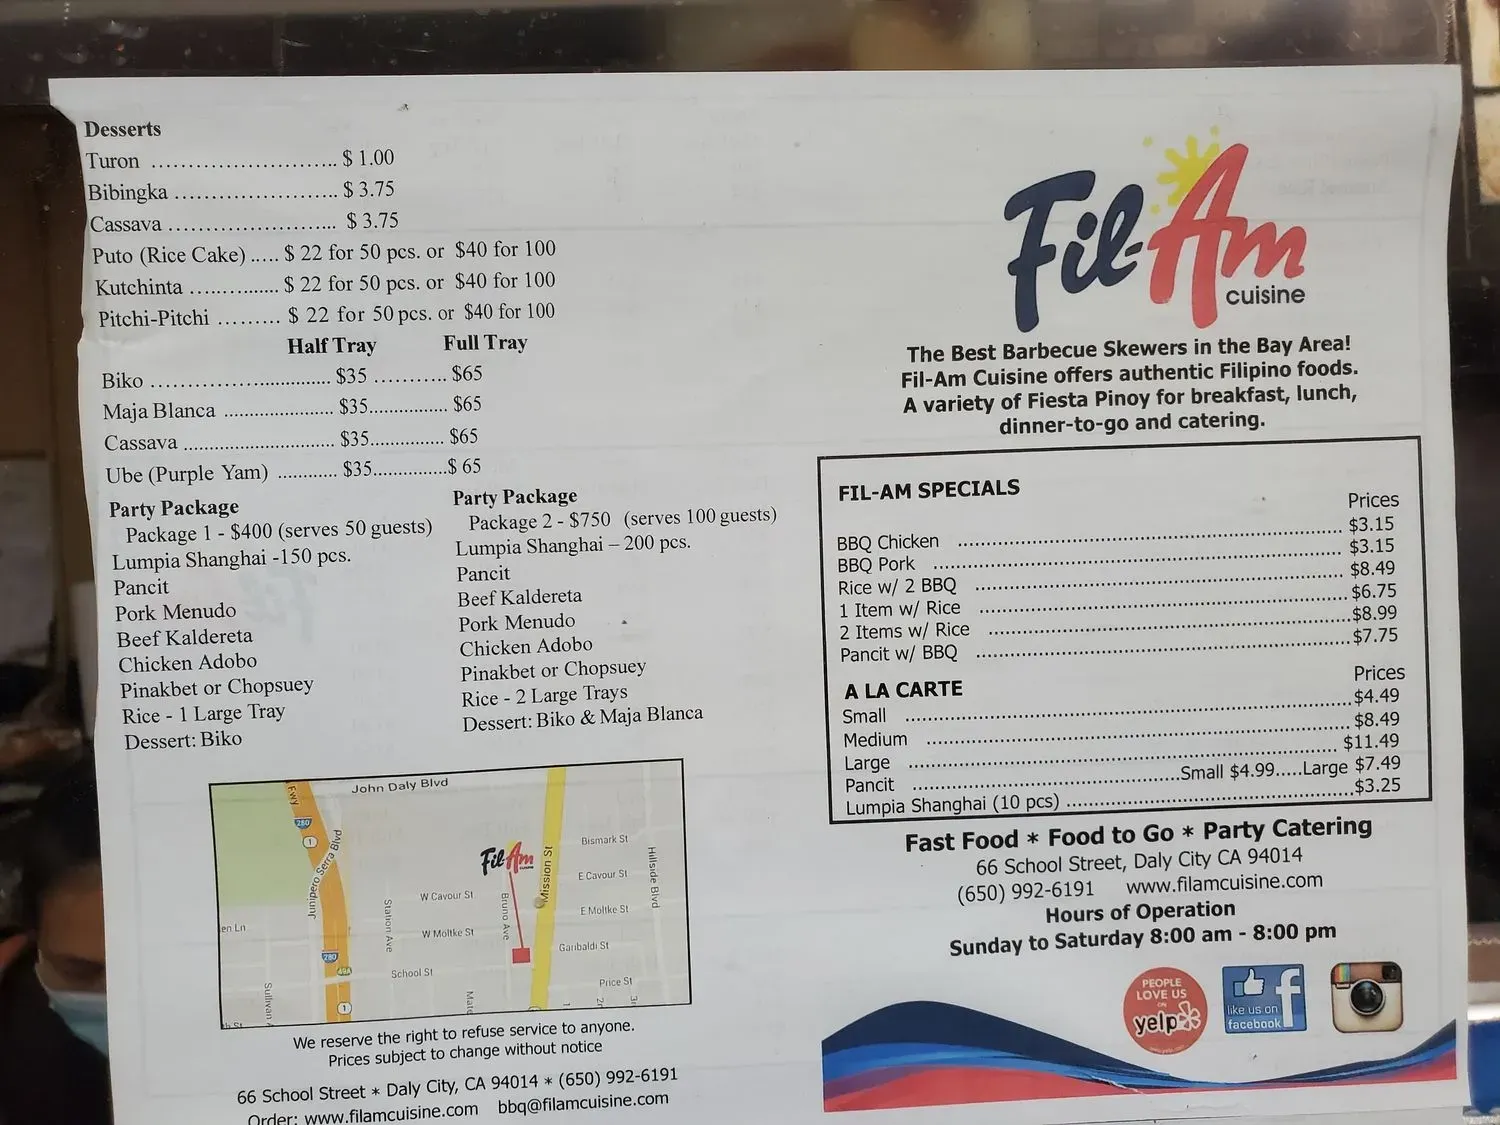 Desserts
Turon ............................ $ 1.00
Bibingka ......................... $ 3.75
Cassava .......................... $ 3.75
Puto (Rice Cake) ..... $ 22 for 50 pcs. or $40 for 100
Kutchinta ............... $ 22 for 50 pcs. or $40 for 100
Pitchi-Pitchi ......... $ 22 for 50 pcs. or $40 for 100
Half Tray Full Tray
Biko ............................ $35 .......... $65
Maja Blanca .................... $35............... $65
Cassava ............................ $35.............. $65
Ube (Purple Yam) ............ $35...............$ 65
Party Package
Package 1 - $400 (serves 50 guests)
Lumpia Shanghai -150 pcs.
Pancit
Pork Menudo
Beef Kaldereta
Chicken Adobo
Pinakbet or Chopsuey
Rice - 1 Large Tray
Dessert: Biko
Party Package
Package 2 - $750 (serves 100 guests)
Lumpia Shanghai – 200 pcs.
Pancit
Beef Kaldereta
Pork Menudo
Chicken Adobo
Pinakbet or Chopsuey
Rice - 2 Large Trays
Dessert: Biko & Maja Blanca
John Daly Blvd
Fwy
280
1
Junipero Serra Blvd
Fil-Am
cuisine
Mission St
Bismark St
Hillside Blvd
E Cavour St
W Cavour St
Station Ave
Bruno Ave
E Moltke St
W Moltke St
en Ln
Garibaldi St
280
49A
School St
Price St
Sullivan A
1
We reserve the right to refuse service to anyone.
Prices subject to change without notice
66 School Street * Daly City, CA 94014 * (650) 992-6191
Order: www.filamcuisine.com bbq@filamcuisine.com
Fil-Am
cuisine
The Best Barbecue Skewers in the Bay Area!
Fil-Am Cuisine offers authentic Filipino foods.
A variety of Fiesta Pinoy for breakfast, lunch,
dinner-to-go and catering.
FIL-AM SPECIALS
Prices
BBQ Chicken ........................................ $3.15
BBQ Pork ........................................ $3.15
Rice w/ 2 BBQ ........................................ $8.49
1 Item w/ Rice ........................................ $6.75
2 Items w/ Rice ........................................ $8.99
Pancit w/ BBQ ........................................ $7.75
A LA CARTE Prices
Small ........................................ $4.49
Medium ........................................ $8.49
Large ........................................ $11.49
Pancit ..............................Small $4.99.....Large $7.49
Lumpia Shanghai (10 pcs) ..............................$3.25
Fast Food * Food to Go * Party Catering
66 School Street, Daly City CA 94014
(650) 992-6191 www.filamcuisine.com
Hours of Operation
Sunday to Saturday 8:00 am - 8:00 pm
PEOPLE
LOVE US
ON
yelp
like us on
facebook